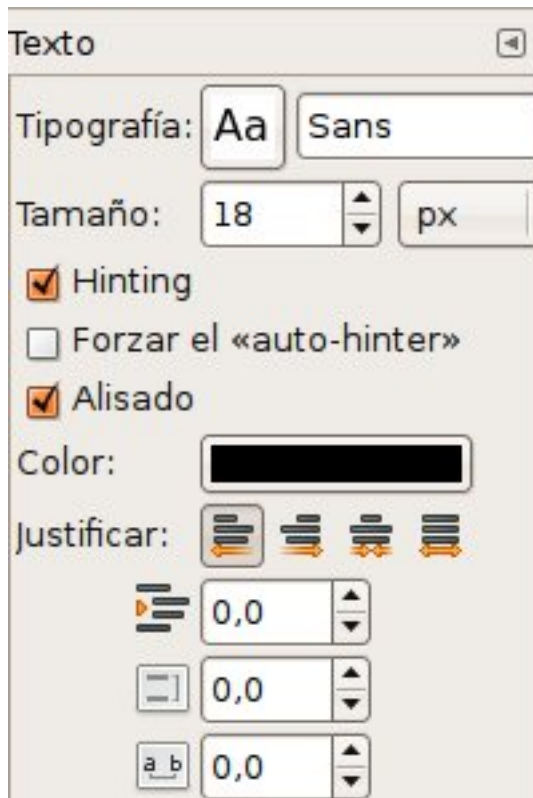 Texto
Tipografía: Aa Sans
Tamaño: 18 px
Hinting
Forzar el «auto-hinter»
Alisado
Color:
Justificar:
0,0
0,0
a b 0,0